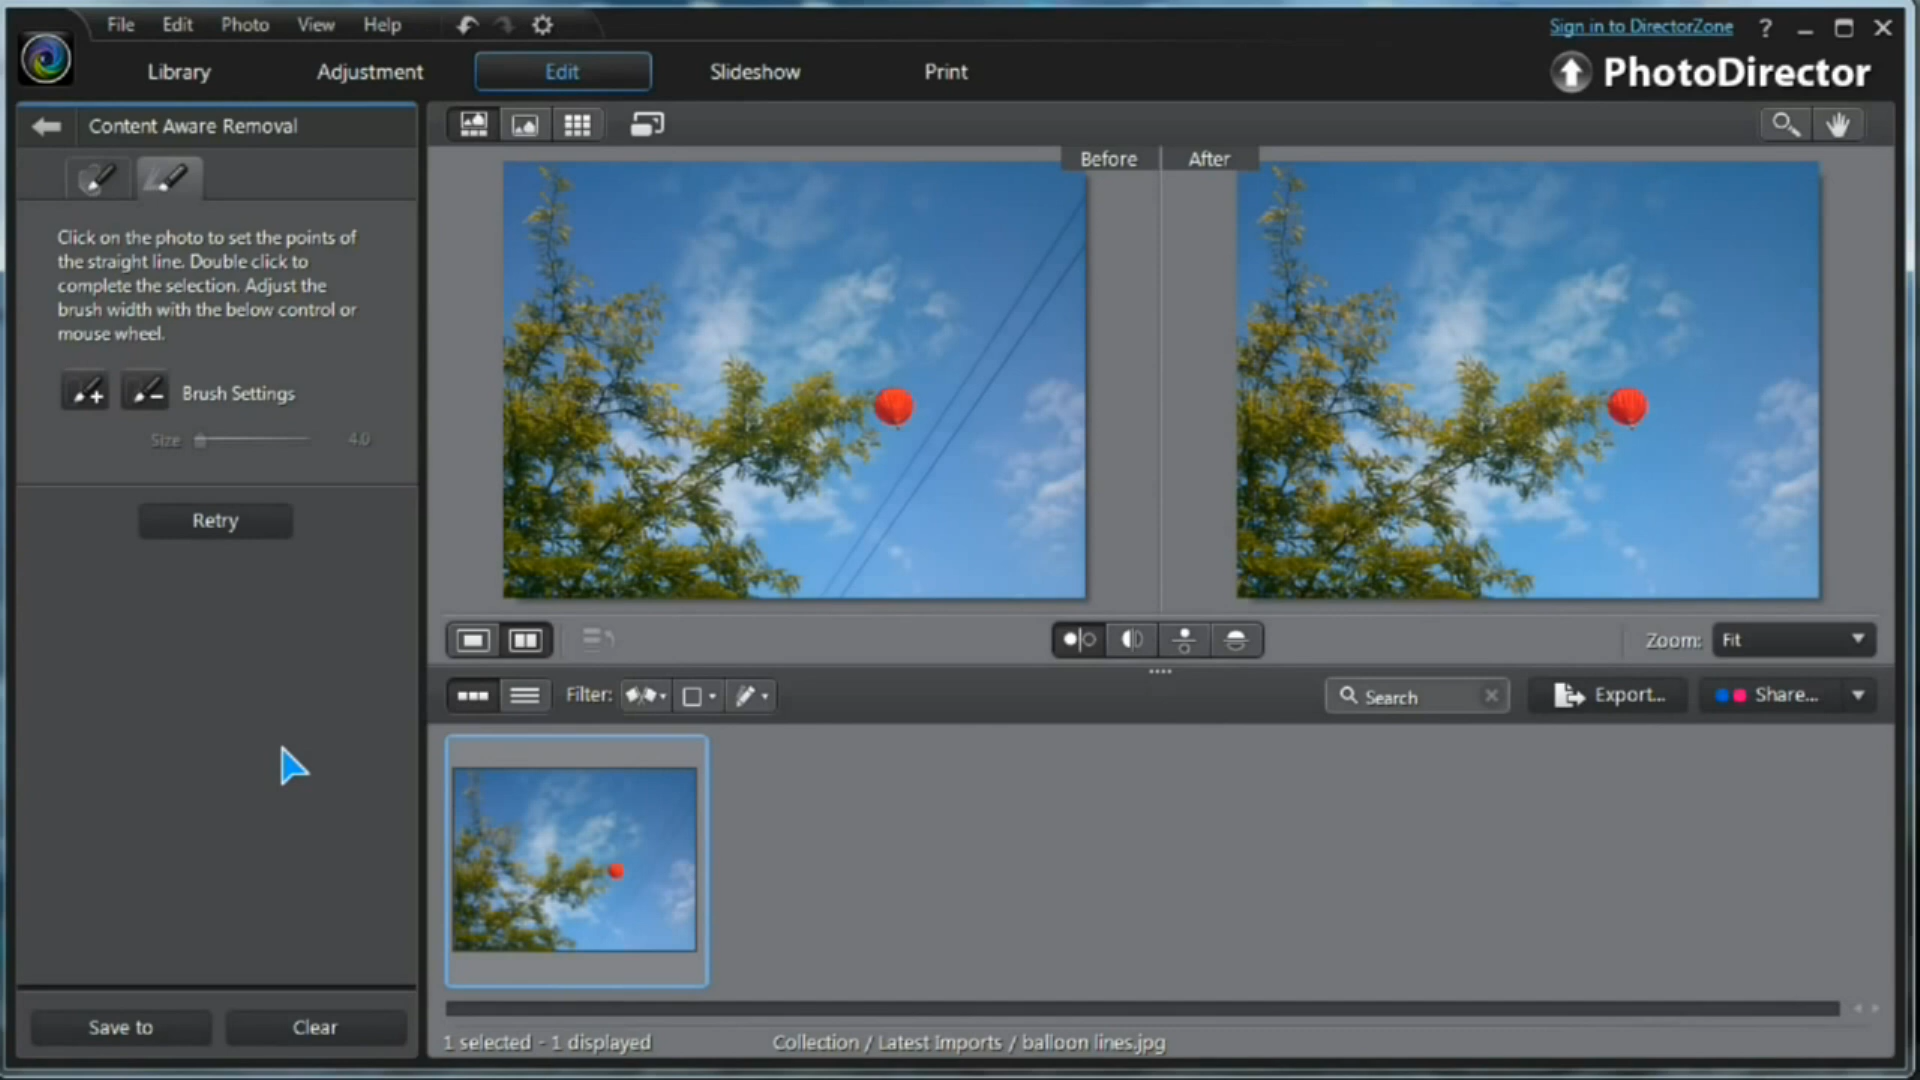 File Edit Photo View Help
Sign in to DirectorZone ?
Library Adjustment Edit Slideshow Print
PhotoDirector
Content Aware Removal
Click on the photo to set the points of
the straight line. Double click to
complete the selection. Adjust the
brush width with the below control or
mouse wheel.
Brush Settings
Size 4.0
Retry
Save to Clear
Before After
Zoom: Fit
Filter:
Search
Export...
Share...
1 selected - 1 displayed
Collection / Latest Imports / balloon lines.jpg